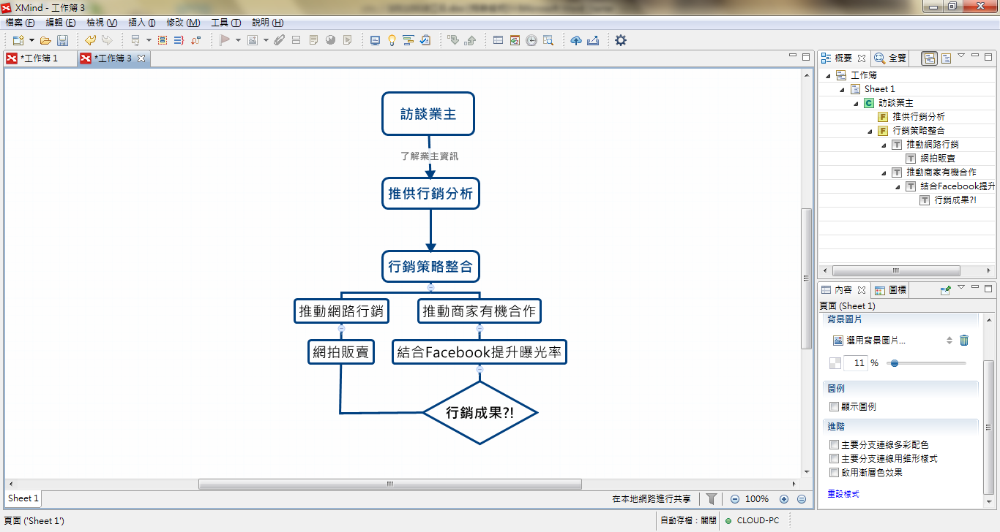 XMind - 工作簿 3
檔案 (F) 編輯 (E) 檢視 (V) 插入 (I) 修改 (M) 工具 (T) 說明 (H)
*工作簿 1 *工作簿 3
訪談業主
了解業主資訊
推供行銷分析
行銷策略整合
推動網路行銷 推動商家有機合作
網拍販賣 結合Facebook提升曝光率
行銷成果?!
概要 全覽
工作簿
Sheet 1
C 訪談業主
F 推供行銷分析
F 行銷策略整合
T 推動網路行銷
T 網拍販賣
T 推動商家有機合作
T 結合Facebook提升
T 行銷成果?!
內容 圖標
頁面 (Sheet 1)
背景圖片
選用背景圖片...
11 %
圖例
顯示圖例
進階
主要分支連線多彩配色
主要分支連線用錐形樣式
啟用漸層色效果
重設樣式
Sheet 1 在本地網路進行共享 100%
頁面 ('Sheet 1') 自動存檔：關閉 CLOUD-PC